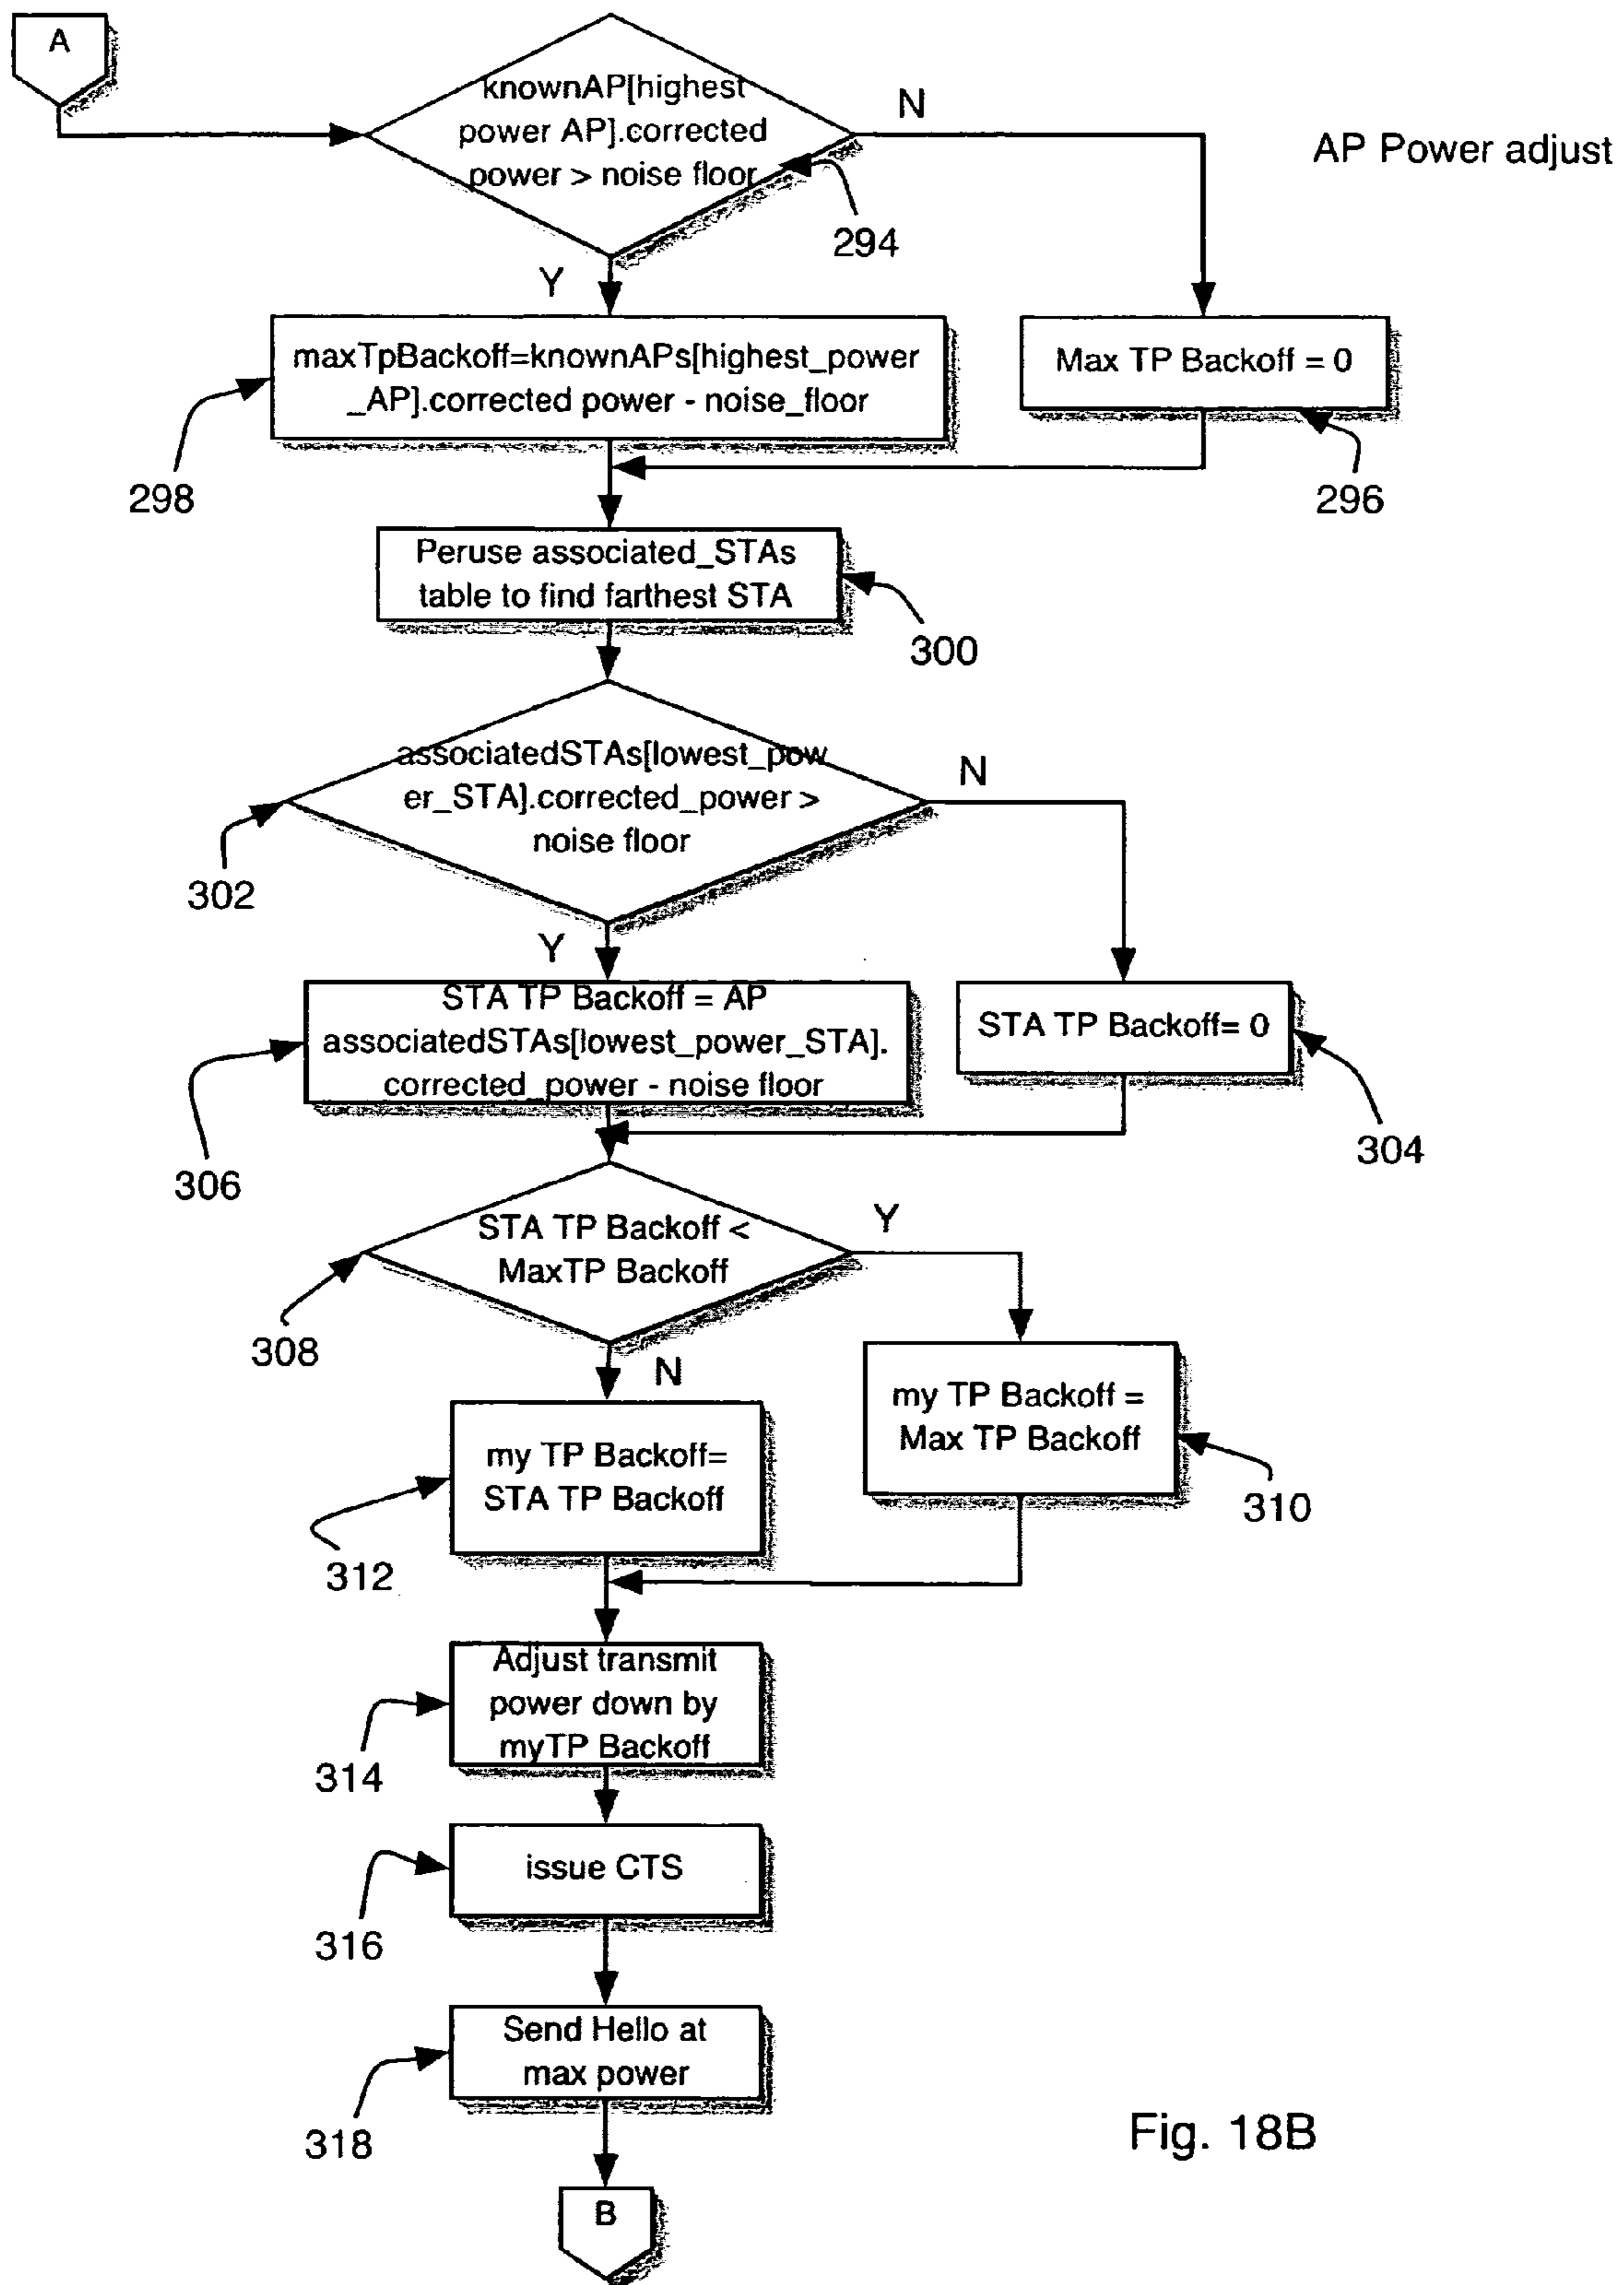 A
knownAP[highest
power AP].corrected
power > noise floor
N
AP Power adjust
294
Y
maxTpBackoff=knownAPs[highest_power
_AP].corrected power - noise_floor
Max TP Backoff = 0
298
296
Peruse associated_STAs
table to find farthest STA
300
associatedSTAs[lowest_pow
er_STA].corrected_power >
noise floor
N
302
Y
STA TP Backoff = AP
associatedSTAs[lowest_power_STA].
corrected_power - noise floor
STA TP Backoff= 0
306
304
STA TP Backoff <
MaxTP Backoff
Y
308
N
my TP Backoff =
Max TP Backoff
my TP Backoff=
STA TP Backoff
310
312
Adjust transmit
power down by
myTP Backoff
314
issue CTS
316
Send Hello at
max power
318
Fig. 18B
B